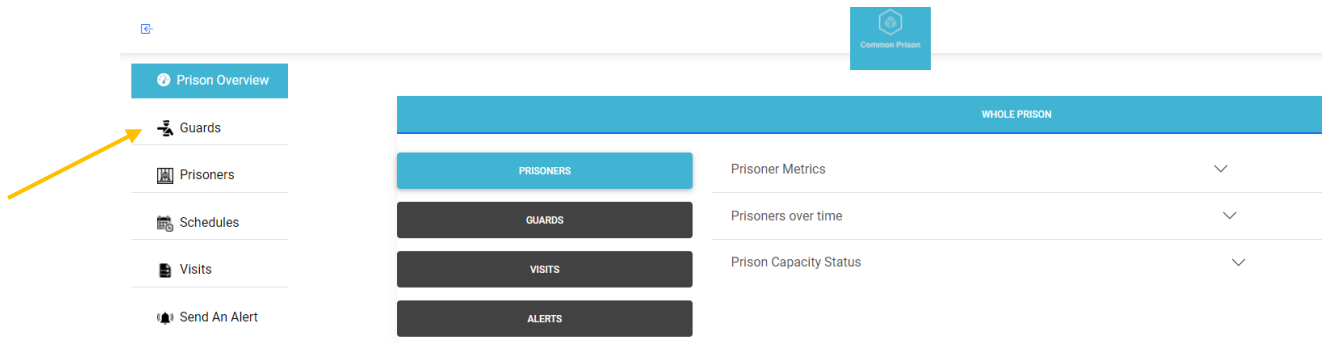 Common Prison
Prison Overview
Guards
Prisoners
Schedules
Visits
Send An Alert
WHOLE PRISON
PRISONERS
GUARDS
VISITS
ALERTS
Prisoner Metrics
Prisoners over time
Prison Capacity Status